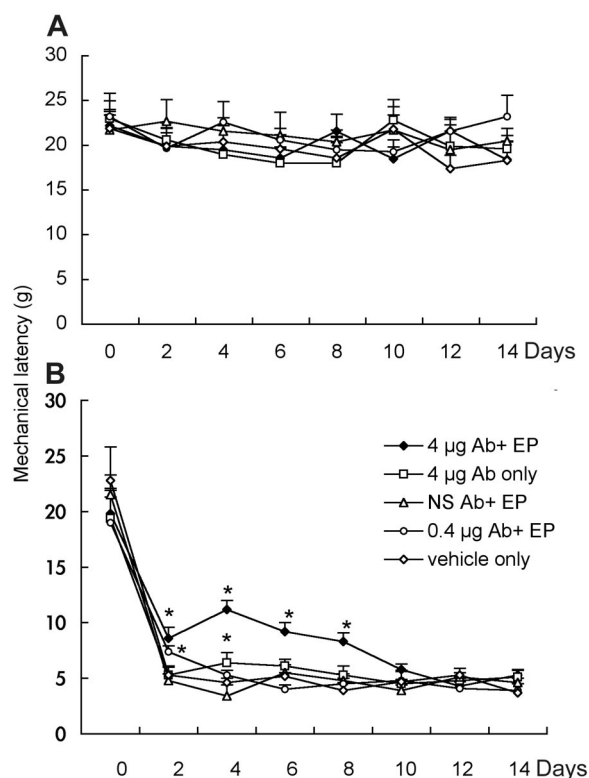 A
30
25
20
15
10
5
0
0 2 4 6 8 10 12 14 Days
Mechanical latency (g)
B
30
25
20
15
10
5
0
4 µg Ab+ EP
4 µg Ab only
NS Ab+ EP
0.4 µg Ab+ EP
vehicle only
* * * *
* *
0 2 4 6 8 10 12 14 Days